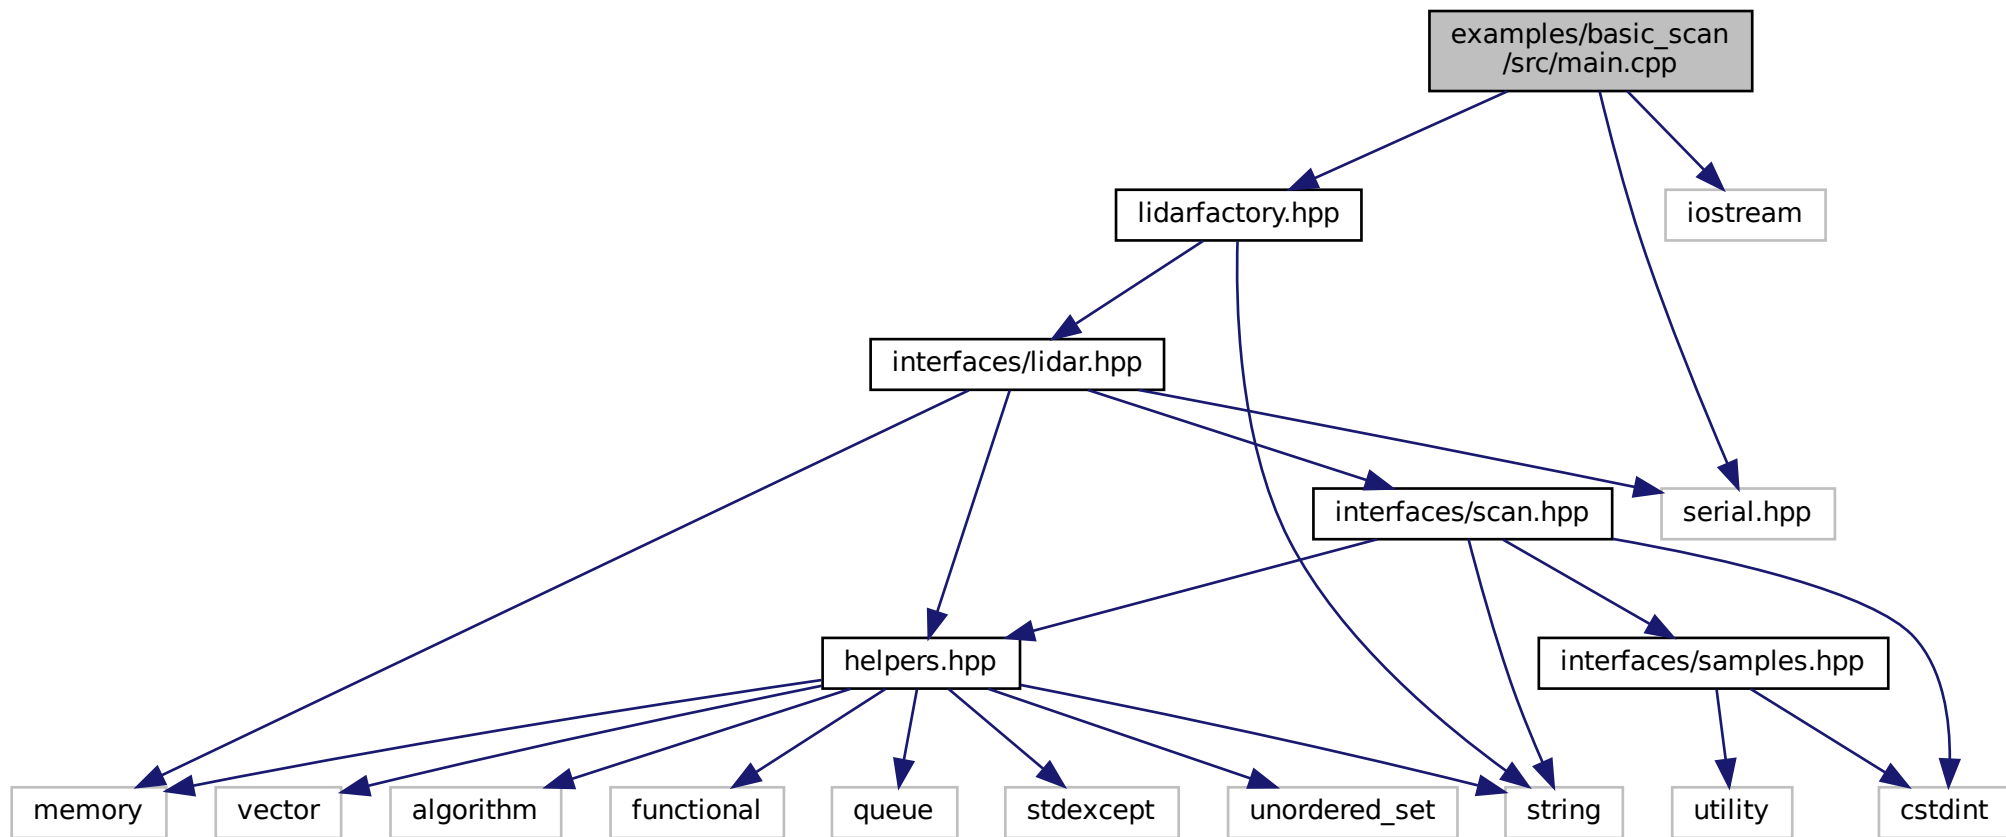 examples/basic_scan
/src/main.cpp
lidarfactory.hpp
iostream
interfaces/lidar.hpp
interfaces/scan.hpp
serial.hpp
helpers.hpp
interfaces/samples.hpp
memory
vector
algorithm
functional
queue
stdexcept
unordered_set
string
utility
cstdint